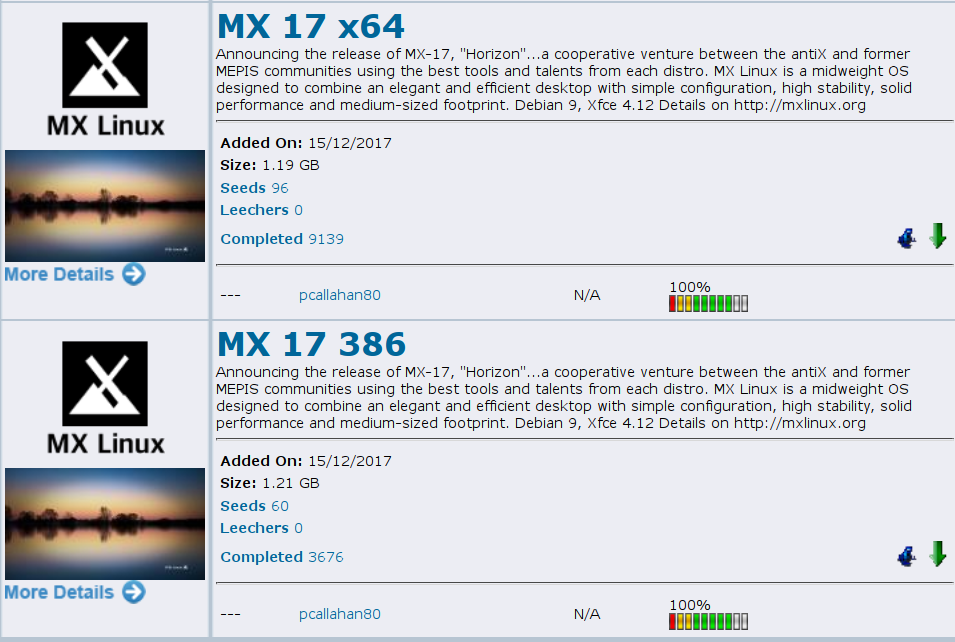 MX 17 x64
Announcing the release of MX-17, "Horizon"...a cooperative venture between the antiX and former
MEPIS communities using the best tools and talents from each distro. MX Linux is a midweight OS
designed to combine an elegant and efficient desktop with simple configuration, high stability, solid
performance and medium-sized footprint. Debian 9, Xfce 4.12 Details on http://mxlinux.org
MX Linux
Added On: 15/12/2017
Size: 1.19 GB
Seeds 96
Leechers 0
Completed 9139
More Details
--- pcallahan80 N/A 100%
MX 17 386
Announcing the release of MX-17, "Horizon"...a cooperative venture between the antiX and former
MEPIS communities using the best tools and talents from each distro. MX Linux is a midweight OS
designed to combine an elegant and efficient desktop with simple configuration, high stability, solid
performance and medium-sized footprint. Debian 9, Xfce 4.12 Details on http://mxlinux.org
MX Linux
Added On: 15/12/2017
Size: 1.21 GB
Seeds 60
Leechers 0
Completed 3676
More Details
--- pcallahan80 N/A 100%